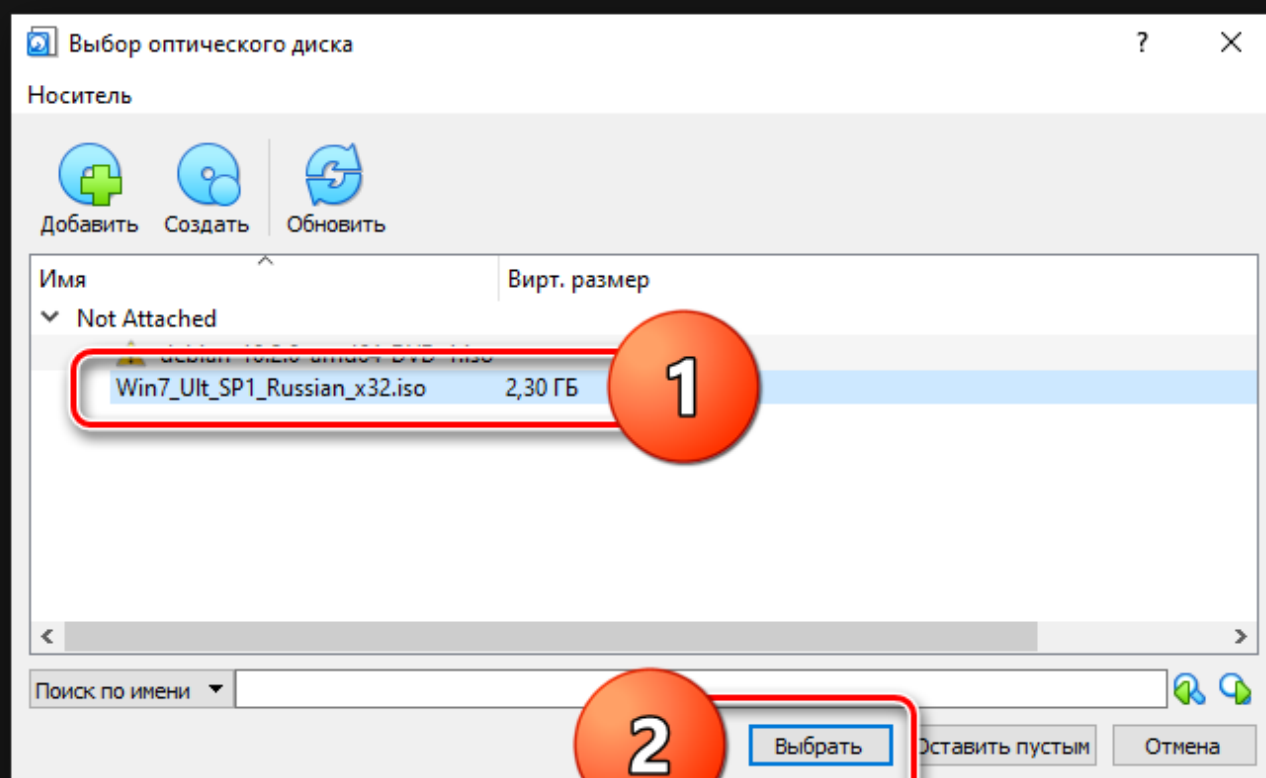 Выбор оптического диска ? ×
Носитель
Добавить Создать Обновить
Имя Вирт. размер
Not Attached
Win7_Ult_SP1_Russian_x32.iso 2,30 ГБ
1
Поиск по имени
2 Выбрать Оставить пустым Отмена